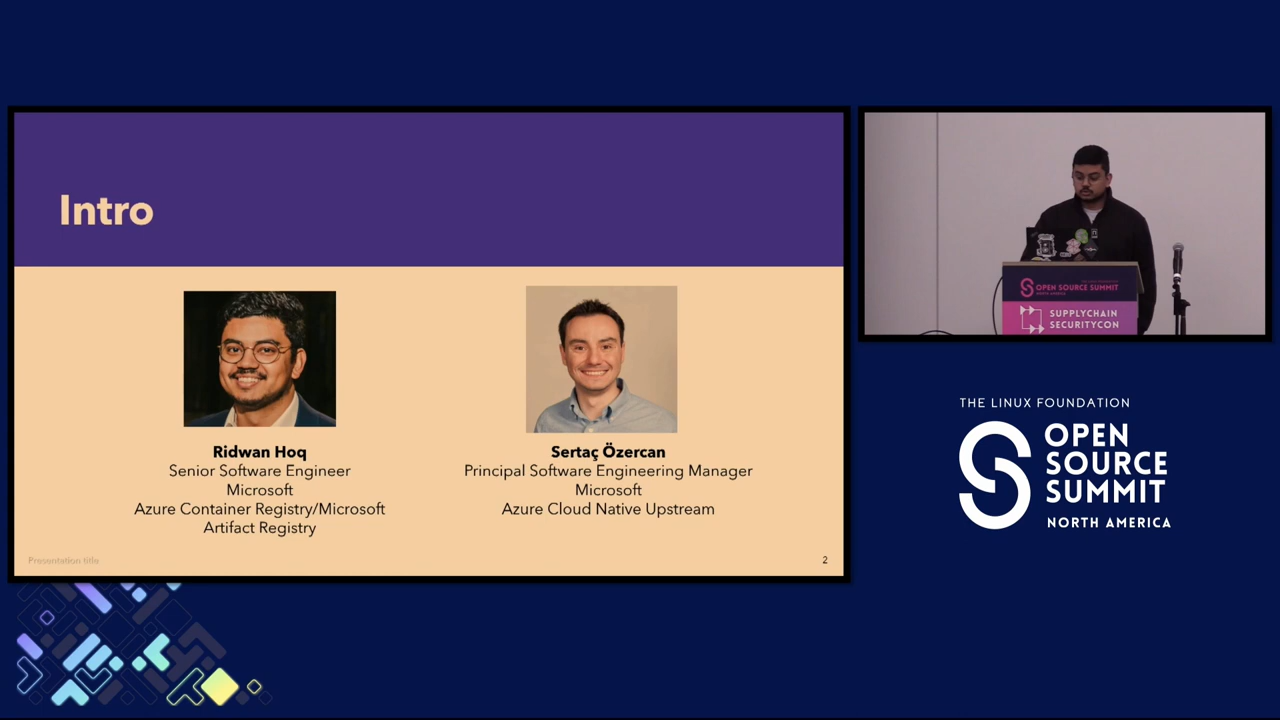 Intro
Ridwan Hoq
Senior Software Engineer
Microsoft
Azure Container Registry/Microsoft
Artifact Registry
Sertaç Özercan
Principal Software Engineering Manager
Microsoft
Azure Cloud Native Upstream
Presentation title
2
OPEN SOURCE SUMMIT
NORTH AMERICA
SUPPLYCHAIN
SECURITYCON
THE LINUX FOUNDATION
OPEN
SOURCE
SUMMIT
NORTH AMERICA